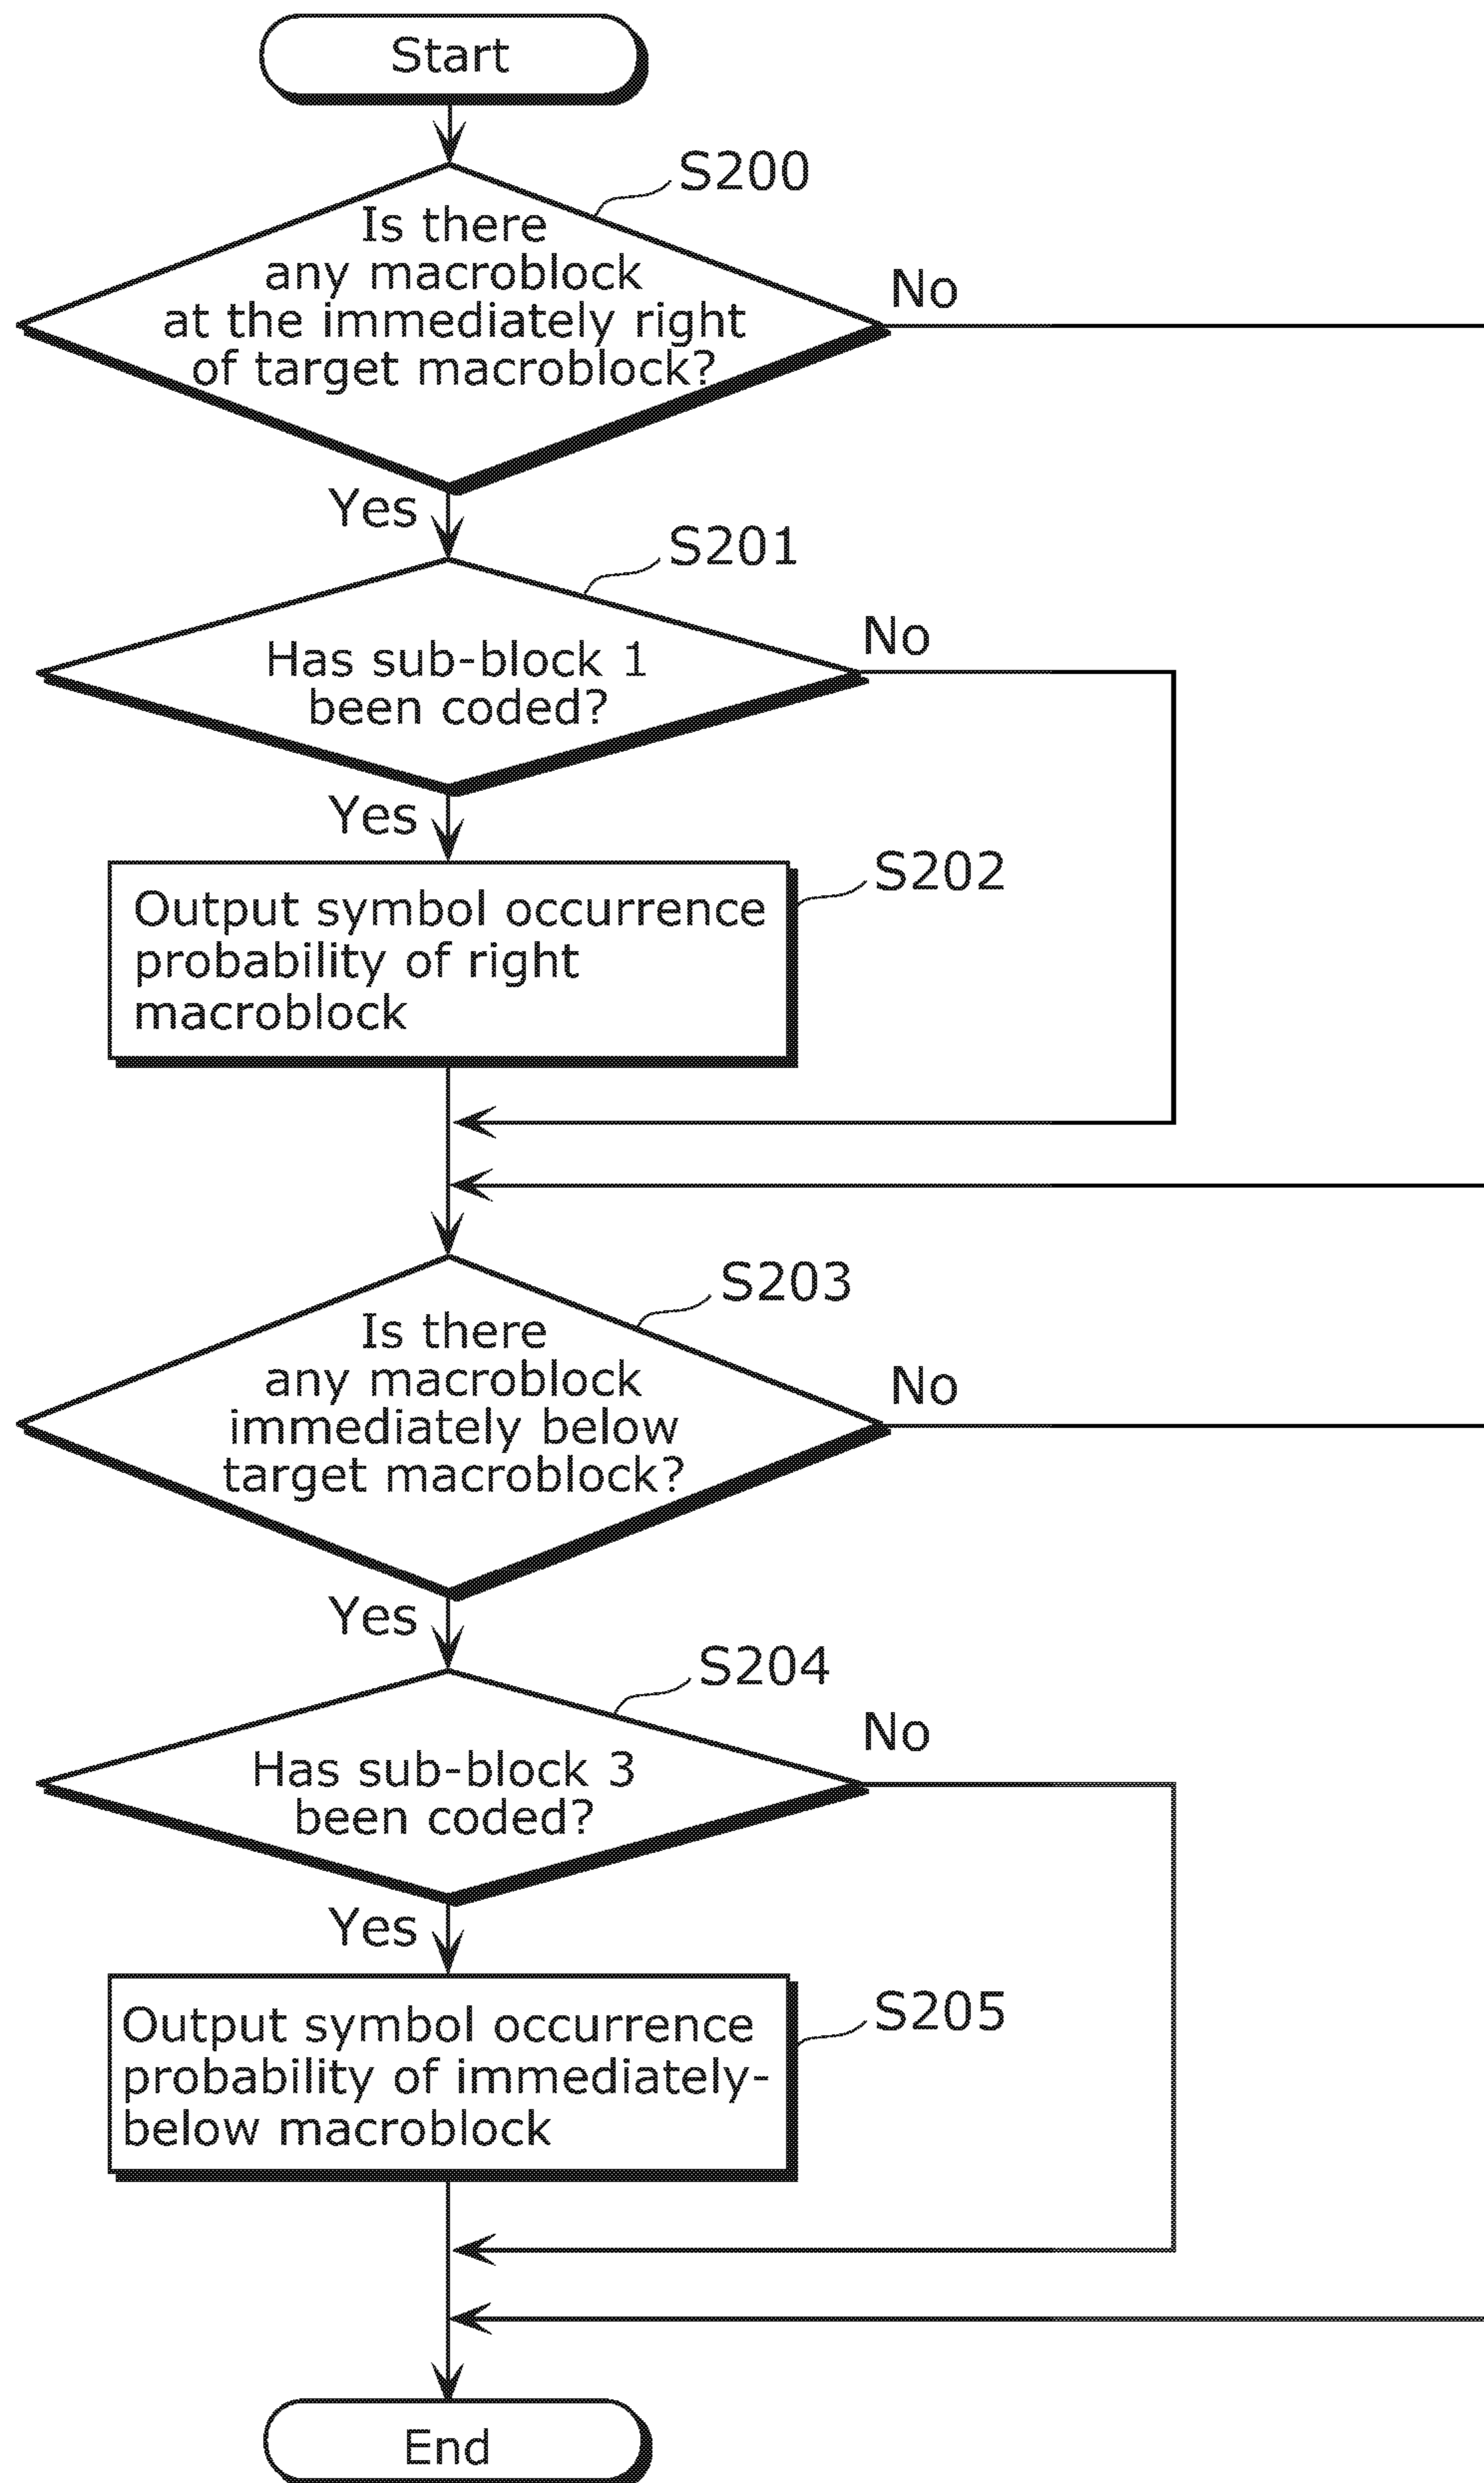 Start
S200
Is there
any macroblock
at the immediately right
of target macroblock?
No
Yes
S201
Has sub-block 1
been coded?
No
Yes
S202
Output symbol occurrence
probability of right
macroblock
S203
Is there
any macroblock
immediately below
target macroblock?
No
Yes
S204
Has sub-block 3
been coded?
No
Yes
S205
Output symbol occurrence
probability of immediately-
below macroblock
End